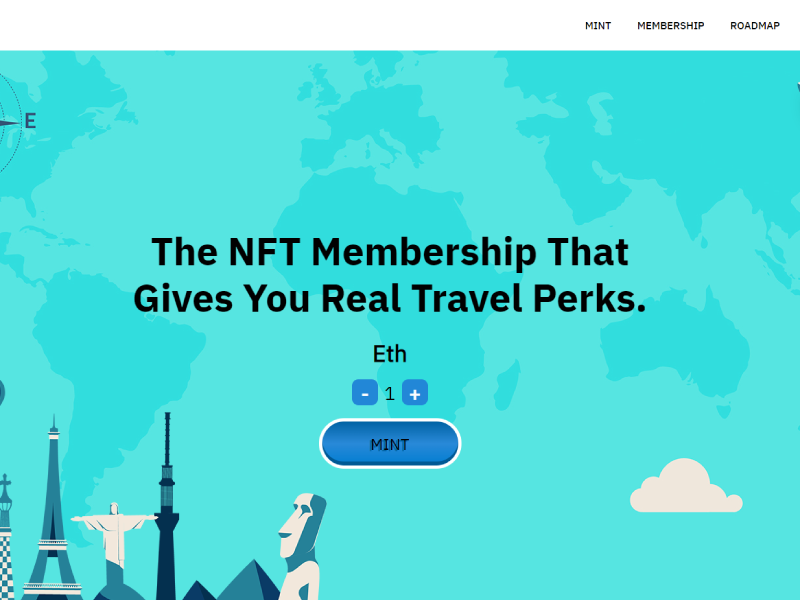 MINT MEMBERSHIP ROADMAP
E
The NFT Membership That
Gives You Real Travel Perks.
Eth
- 1 +
MINT